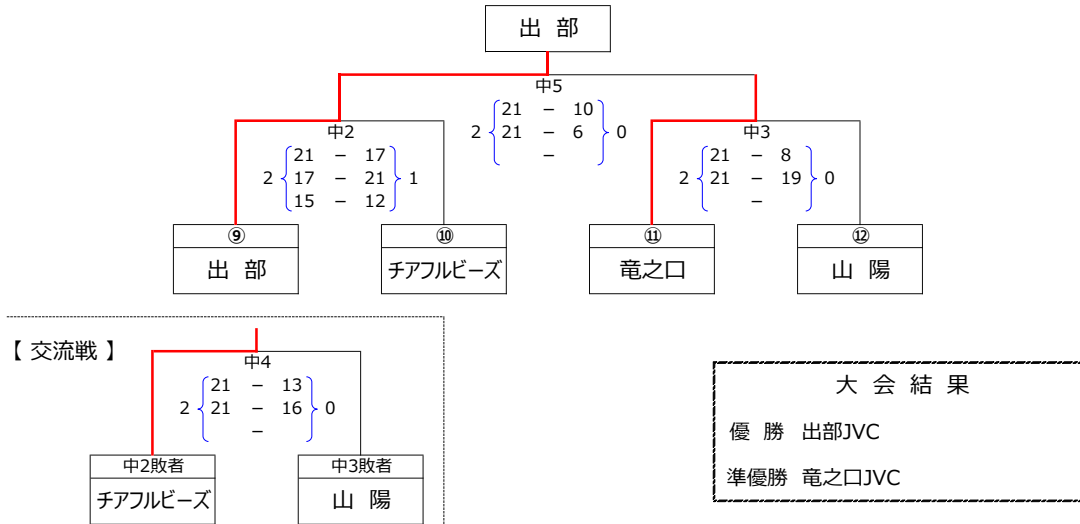 出 部
中5
21 － 10
2 21 － 6 0
－
中2
21 － 17
2 17 － 21 1
15 － 12
中3
21 － 8
2 21 － 19 0
－
⑨ ⑩ ⑪ ⑫
出 部 チアフルビーズ 竜之口 山 陽
【 交流戦 】
中4
21 － 13
2 21 － 16 0
－
中2敗者 中3敗者
チアフルビーズ 山 陽
大 会 結 果
優 勝 出部JVC
準優勝 竜之口JVC